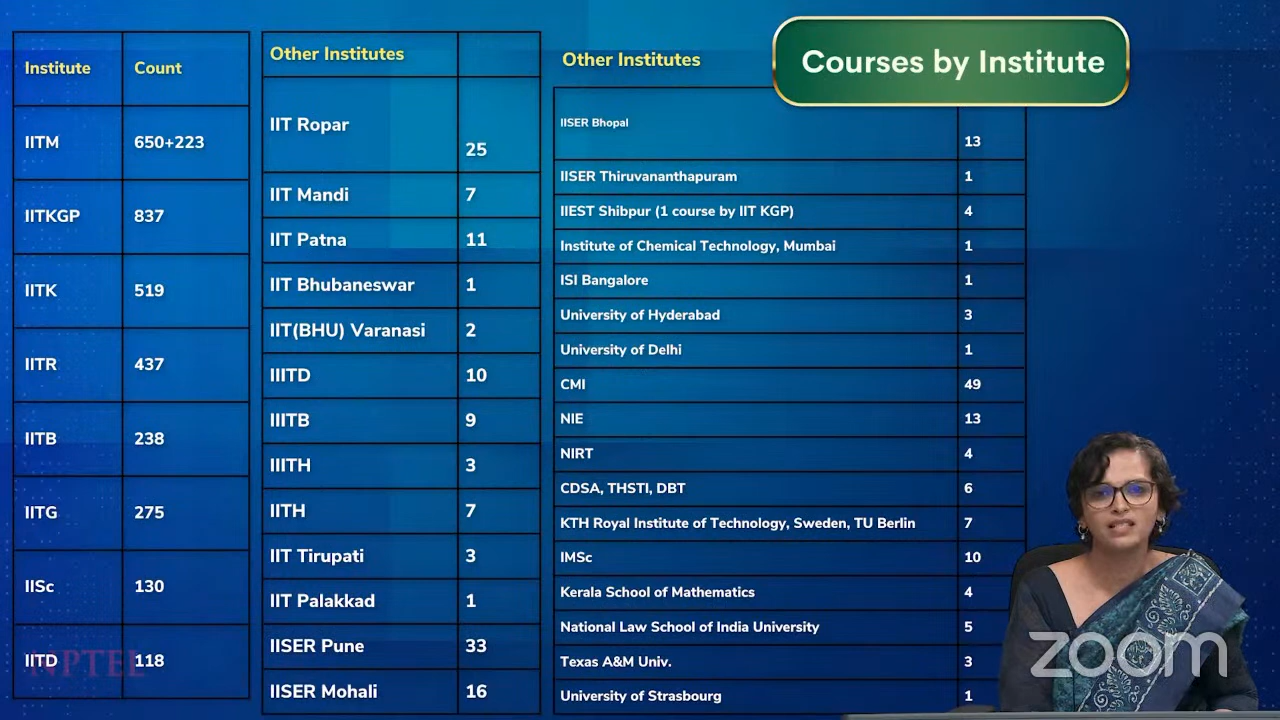 Courses by Institute
Institute Count
IITM 650+223
IITKGP 837
IITK 519
IITR 437
IITB 238
IITG 275
IISc 130
IITD 118
NPTEL
Other Institutes
IIT Ropar 25
IIT Mandi 7
IIT Patna 11
IIT Bhubaneswar 1
IIT(BHU) Varanasi 2
IIITD 10
IIITB 9
IIITH 3
IITH 7
IIT Tirupati 3
IIT Palakkad 1
IISER Pune 33
IISER Mohali 16
Other Institutes
IISER Bhopal 13
IISER Thiruvananthapuram 1
IIEST Shibpur (1 course by IIT KGP) 4
Institute of Chemical Technology, Mumbai 1
ISI Bangalore 1
University of Hyderabad 3
University of Delhi 1
CMI 49
NIE 13
NIRT 4
CDSA, THSTI, DBT 6
KTH Royal Institute of Technology, Sweden, TU Berlin 7
IMSc 10
Kerala School of Mathematics 4
National Law School of India University 5
Texas A&M Univ. 3
University of Strasbourg 1
zoom